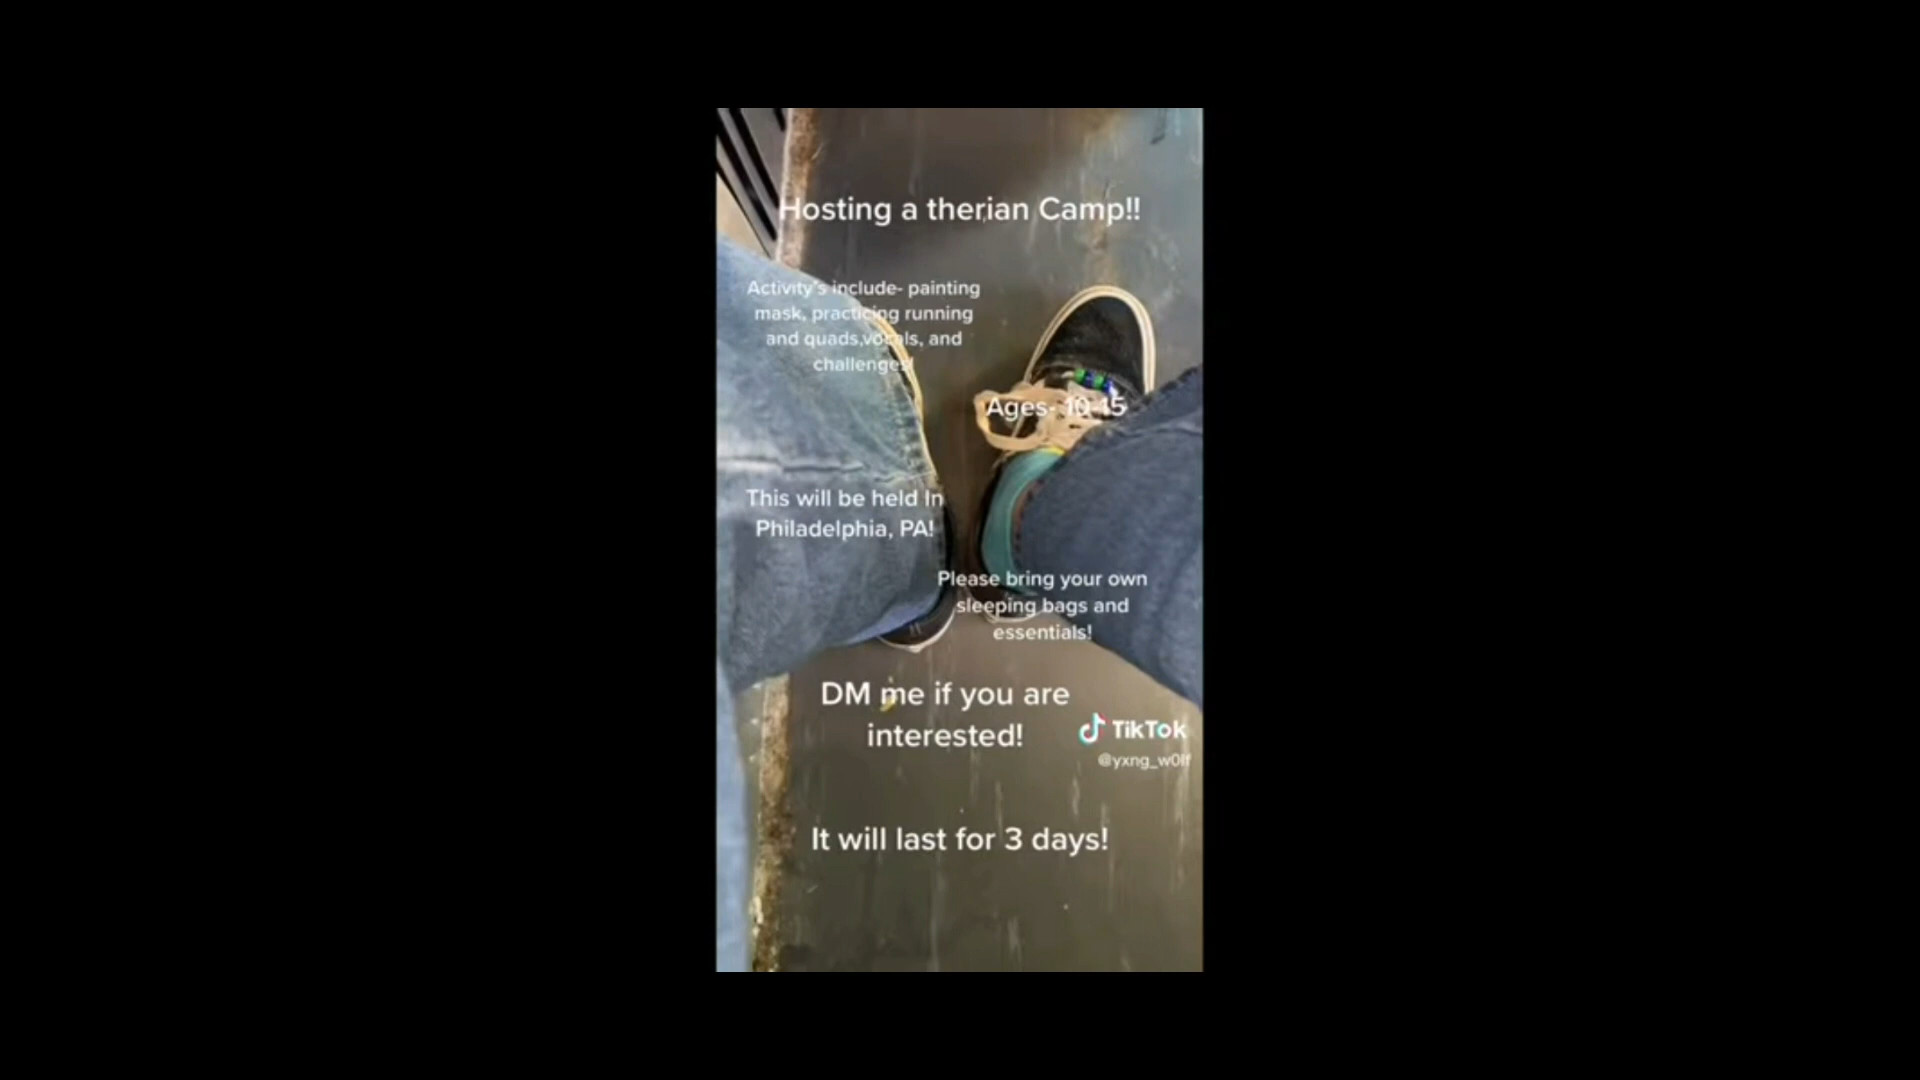 Hosting a therian Camp!!
Activity's include- painting
mask, practicing running
and quads,vocals, and
challenges!
Ages- 10-15
This will be held In
Philadelphia, PA!
Please bring your own
sleeping bags and
essentials!
DM me if you are
interested!
TikTok
@yxng_w0lf
It will last for 3 days!